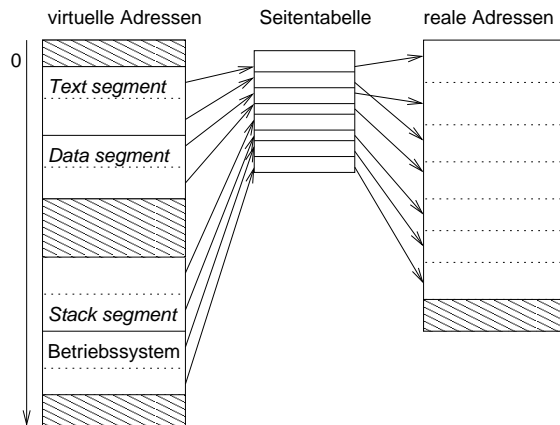 virtuelle Adressen
Seitentabelle
reale Adressen
0
Text segment
Data segment
Stack segment
Betriebssystem